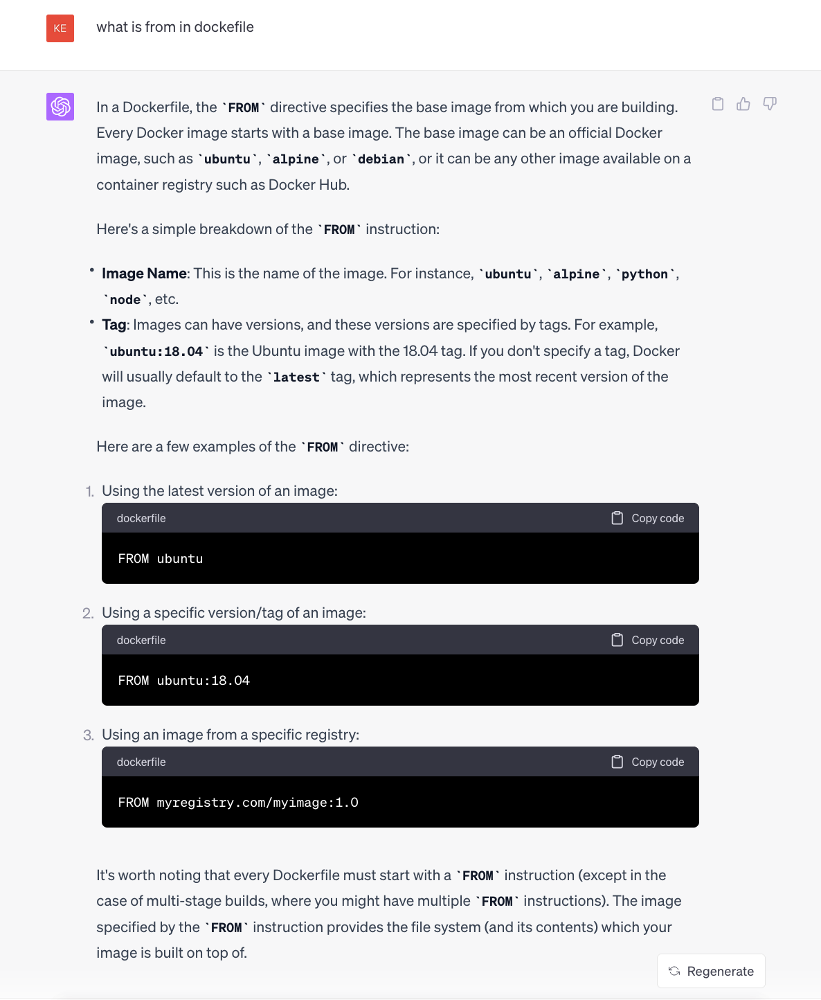 KE
what is from in dockefile
In a Dockerfile, the `FROM` directive specifies the base image from which you are building.
Every Docker image starts with a base image. The base image can be an official Docker
image, such as `ubuntu`, `alpine`, or `debian`, or it can be any other image available on a
container registry such as Docker Hub.
Here's a simple breakdown of the `FROM` instruction:
• Image Name: This is the name of the image. For instance, `ubuntu`, `alpine`, `python`,
`node`, etc.
• Tag: Images can have versions, and these versions are specified by tags. For example,
`ubuntu:18.04` is the Ubuntu image with the 18.04 tag. If you don't specify a tag, Docker
will usually default to the `latest` tag, which represents the most recent version of the
image.
Here are a few examples of the `FROM` directive:
1. Using the latest version of an image:
dockerfile Copy code
FROM ubuntu
2. Using a specific version/tag of an image:
dockerfile Copy code
FROM ubuntu:18.04
3. Using an image from a specific registry:
dockerfile Copy code
FROM myregistry.com/myimage:1.0
It's worth noting that every Dockerfile must start with a `FROM` instruction (except in the
case of multi-stage builds, where you might have multiple `FROM` instructions). The image
specified by the `FROM` instruction provides the file system (and its contents) which your
image is built on top of.
Regenerate